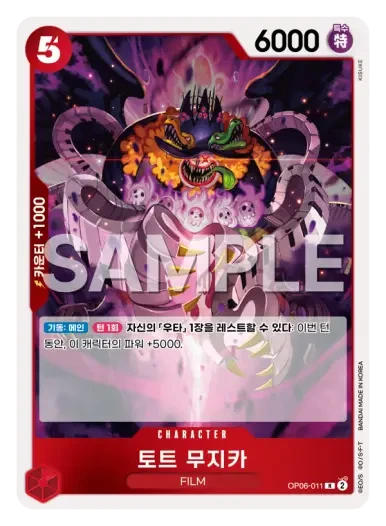 5
6000
특수
特
KISUKE
카운터 +1000
SAMPLE
기동: 메인 턴 1회 자신의 「우타」 1장을 레스트할 수 있다: 이번 턴
동안, 이 캐릭터의 파워 +5000.
CHARACTER
토트 무지카
FILM
OP06-011 R 2
©E.O/S ©O./S·F·T BANDAI MADE IN KOREA